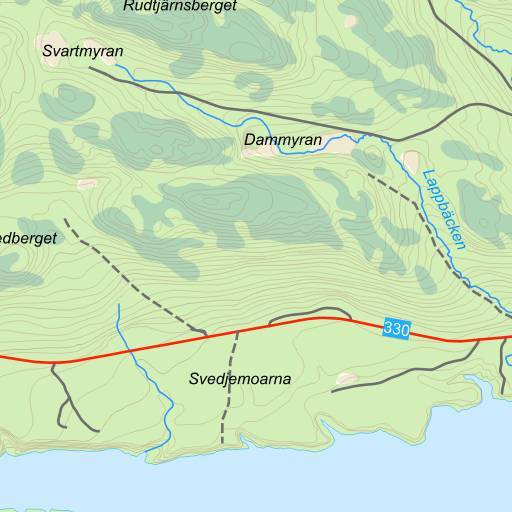 Rudtjärnsberget
Svartmyran
Dammyran
Lappbäcken
edberget
330
Svedjemoarna